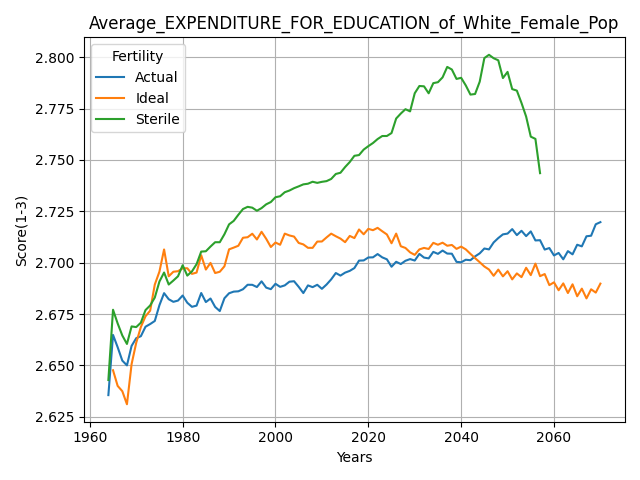 Average_EXPENDITURE_FOR_EDUCATION_of_White_Female_Pop
Fertility
Actual
Ideal
Sterile
2.800
2.775
2.750
2.725
2.700
2.675
2.650
2.625
Score(1-3)
1960 1980 2000 2020 2040 2060
Years